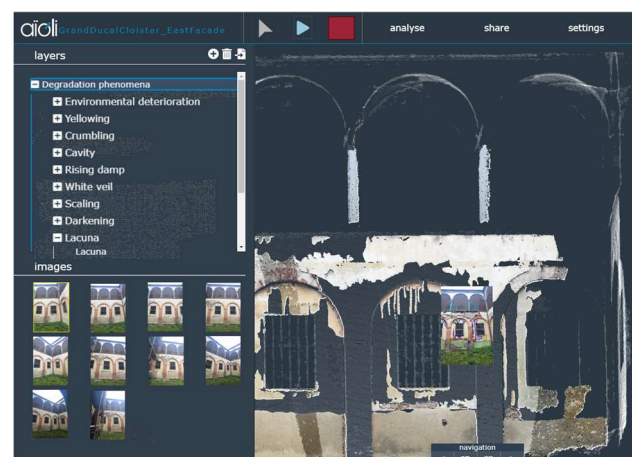 aïoli GrandDucalCloister_EastFacade
analyse share settings
layers
Degradation phenomena
Environmental deterioration
Yellowing
Crumbling
Cavity
Rising damp
White veil
Scaling
Darkening
Lacuna
Lacuna
images
navigation